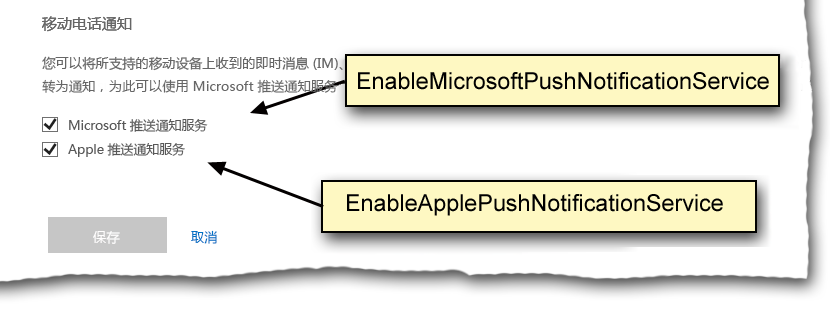 移动电话通知
您可以将所支持的移动设备上收到的即时消息 (IM)、
转为通知，为此可以使用 Microsoft 推送通知服务
EnableMicrosoftPushNotificationService
Microsoft 推送通知服务
Apple 推送通知服务
EnableApplePushNotificationService
保存
取消